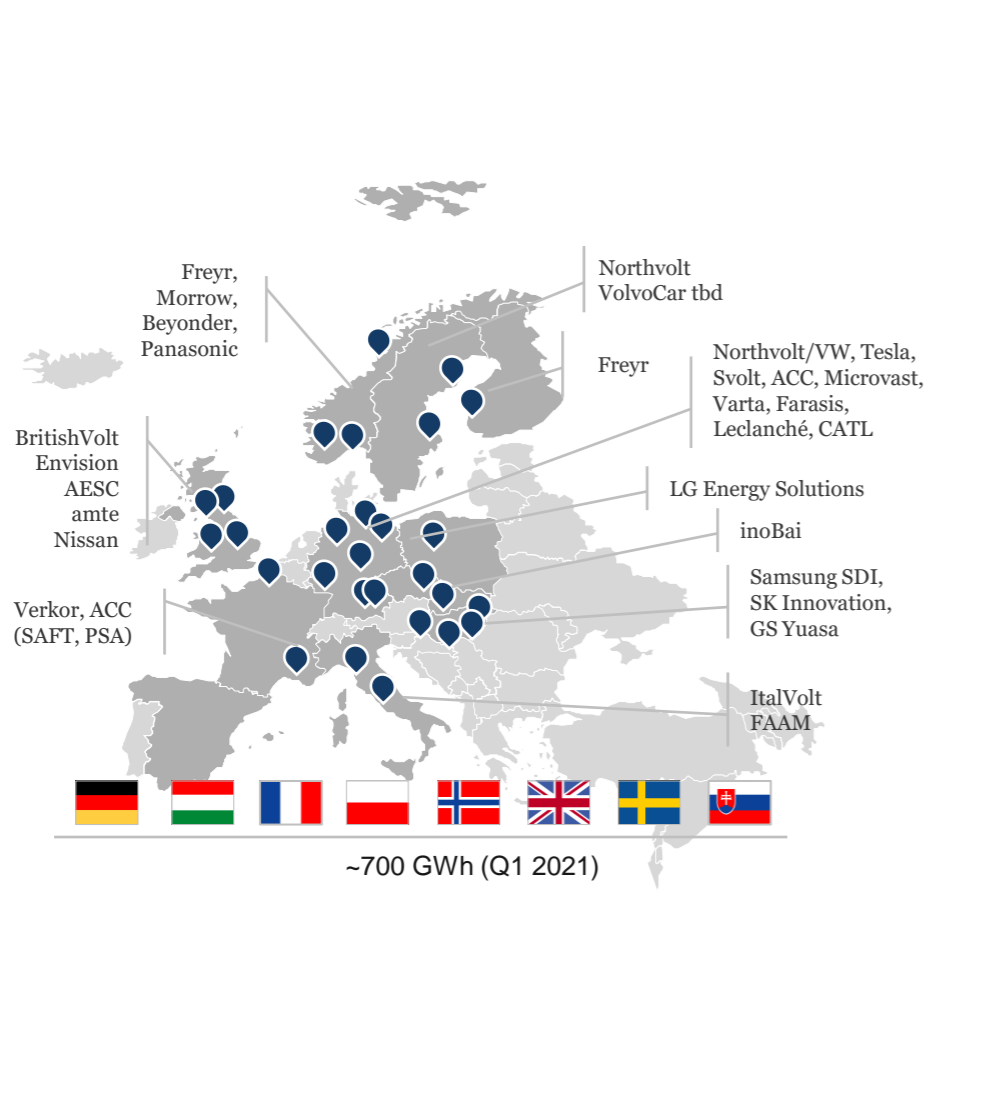 Freyr,
Morrow,
Beyonder,
Panasonic
Northvolt
VolvoCar tbd
Freyr
Northvolt/VW, Tesla,
Svolt, ACC, Microvast,
Varta, Farasis,
Leclanché, CATL
BritishVolt
Envision
AESC
amte
Nissan
LG Energy Solutions
inoBai
Samsung SDI,
SK Innovation,
GS Yuasa
Verkor, ACC
(SAFT, PSA)
ItalVolt
FAAM
~700 GWh (Q1 2021)